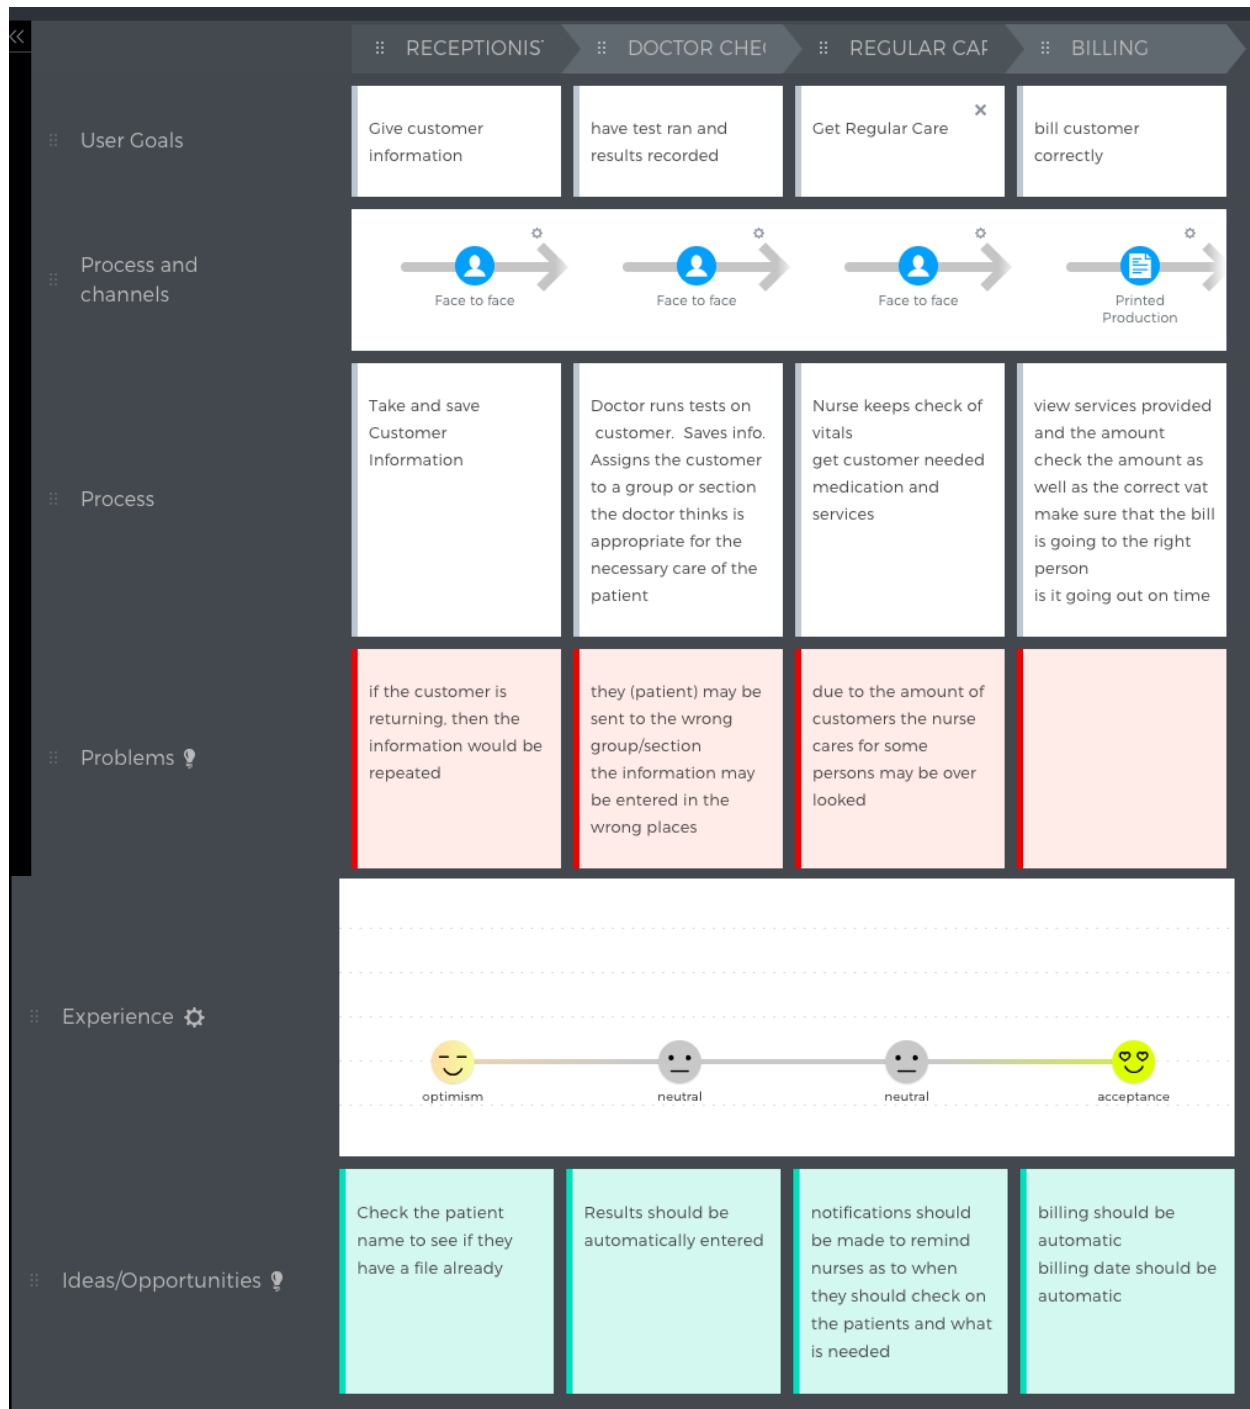 RECEPTIONIS
DOCTOR CHE
REGULAR CAF
BILLING
User Goals
Give customer
information
have test ran and
results recorded
Get Regular Care
bill customer
correctly
Process and
channels
Face to face
Face to face
Face to face
Printed
Production
Process
Take and save
Customer
Information
Doctor runs tests on
customer. Saves info.
Assigns the customer
to a group or section
the doctor thinks is
appropriate for the
necessary care of the
patient
Nurse keeps check of
vitals
get customer needed
medication and
services
view services provided
and the amount
check the amount as
well as the correct vat
make sure that the bill
is going to the right
person
is it going out on time
Problems
if the customer is
returning, then the
information would be
repeated
they (patient) may be
sent to the wrong
group/section
the information may
be entered in the
wrong places
due to the amount of
customers the nurse
cares for some
persons may be over
looked
Experience
optimism
neutral
neutral
acceptance
Ideas/Opportunities
Check the patient
name to see if they
have a file already
Results should be
automatically entered
notifications should
be made to remind
nurses as to when
they should check on
the patients and what
is needed
billing should be
automatic
billing date should be
automatic